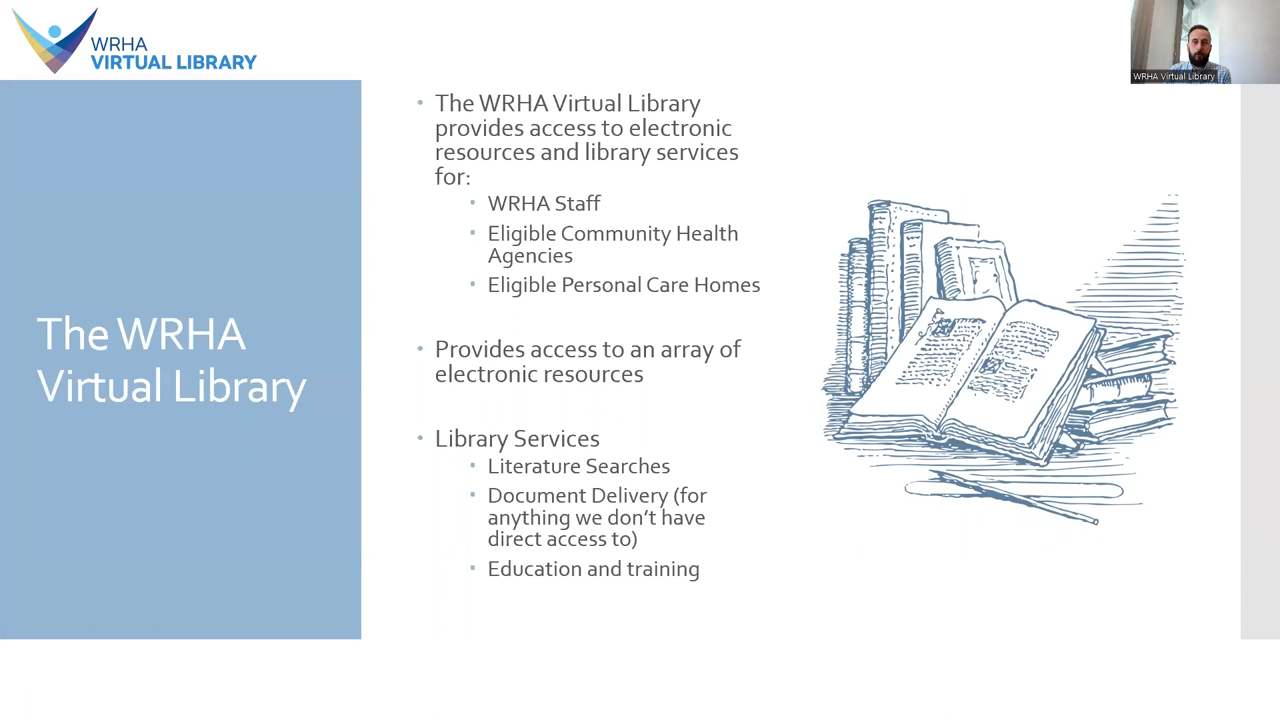 WRHA
VIRTUAL LIBRARY
WRHA Virtual Library
The WRHA
Virtual Library
• The WRHA Virtual Library
provides access to electronic
resources and library services
for:
• WRHA Staff
• Eligible Community Health
Agencies
• Eligible Personal Care Homes
• Provides access to an array of
electronic resources
• Library Services
• Literature Searches
• Document Delivery (for
anything we don’t have
direct access to)
• Education and training